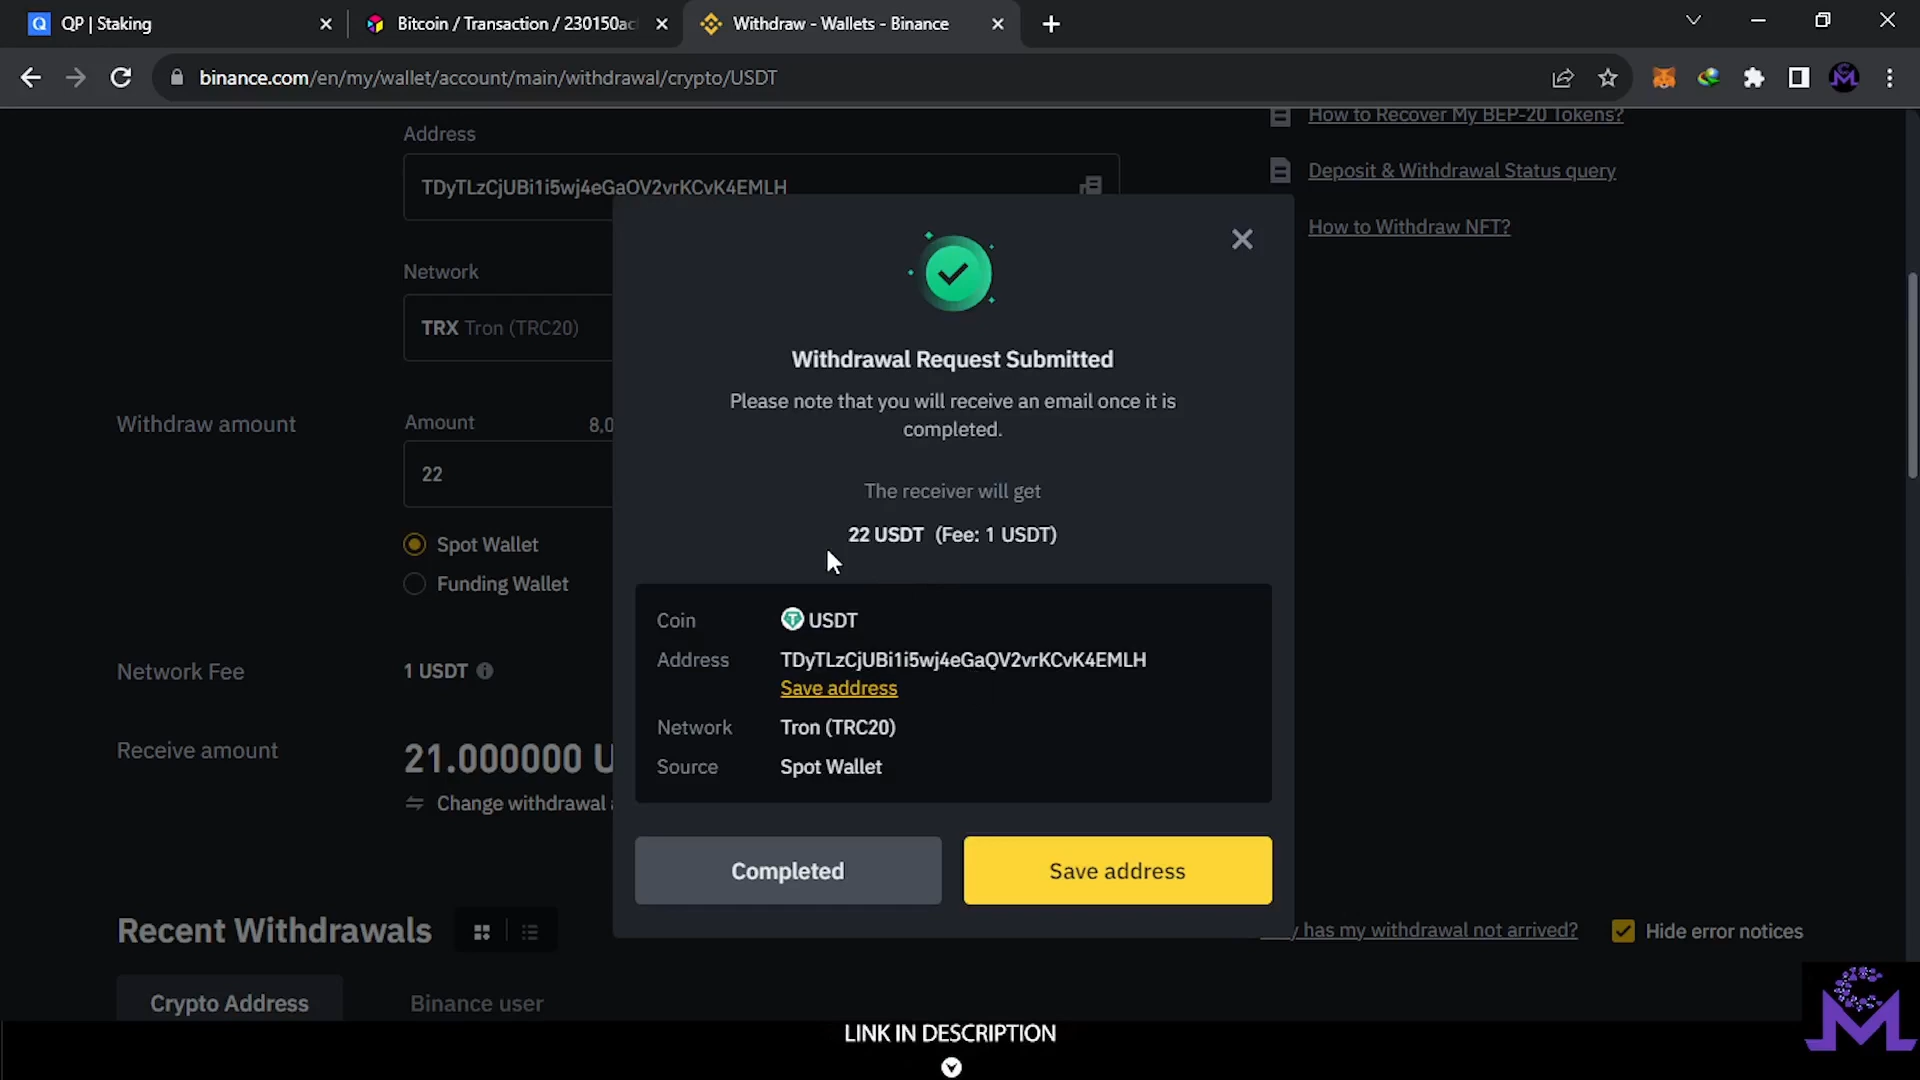 QP | Staking
Bitcoin / Transaction / 230150ac
Withdraw - Wallets - Binance
binance.com/en/my/wallet/account/main/withdrawal/crypto/USDT
How to Recover My BEP-20 Tokens?
Deposit & Withdrawal Status query
How to Withdraw NFT?
Address
TDyTLzCjUBi1i5wj4eGaQV2vrKCvK4EMLH
Network
TRX Tron (TRC20)
Withdraw amount
Amount
8,0
22
Spot Wallet
Funding Wallet
Network Fee
1 USDT
Receive amount
21.000000 U
Change withdrawal
Withdrawal Request Submitted
Please note that you will receive an email once it is
completed.
The receiver will get
22 USDT (Fee: 1 USDT)
Coin
USDT
Address
TDyTLzCjUBi1i5wj4eGaQV2vrKCvK4EMLH
Save address
Network
Tron (TRC20)
Source
Spot Wallet
Completed
Save address
Recent Withdrawals
has my withdrawal not arrived?
Hide error notices
Crypto Address
Binance user
LINK IN DESCRIPTION